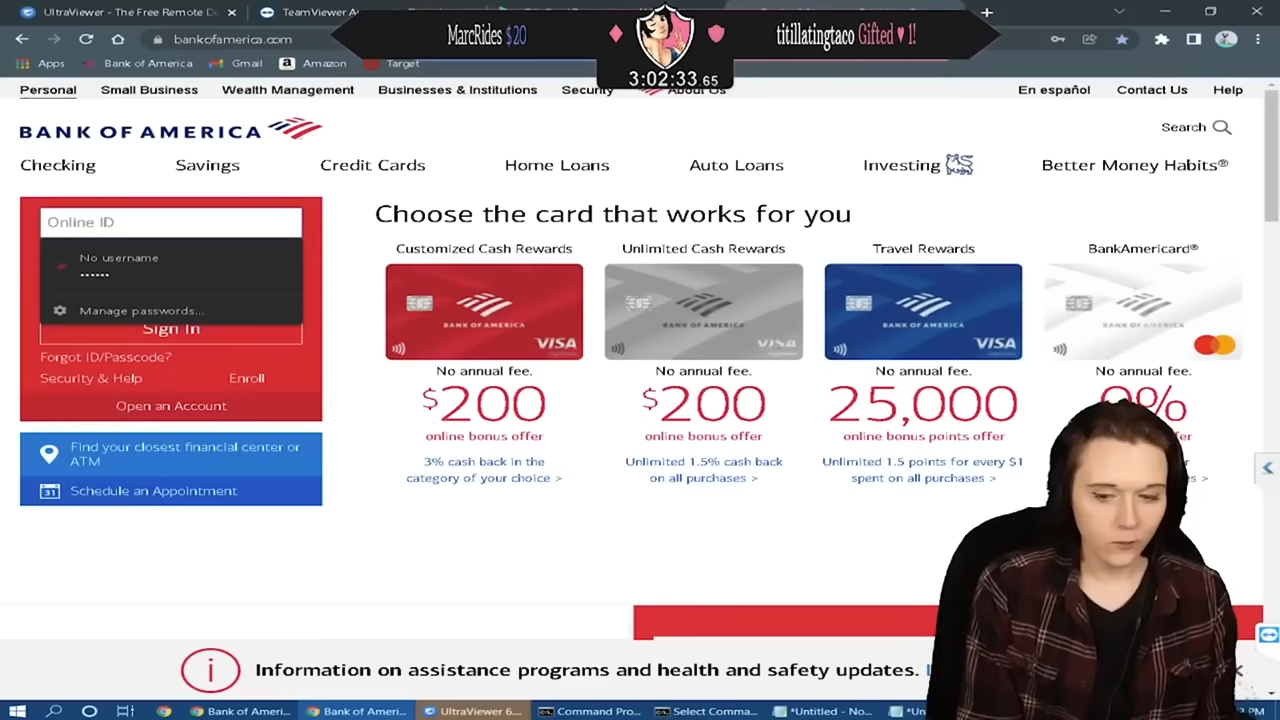 UltraViewer - The Free Remote De
TeamViewer A
MarcRides $20
titillatingtaco Gifted ♥ 1!
3:02:33.65
bankofamerica.com
Apps
Bank of America
Gmail
Amazon
Target
Personal
Small Business
Wealth Management
Businesses & Institutions
Security
About Us
En español
Contact Us
Help
BANK OF AMERICA
Search
Checking
Savings
Credit Cards
Home Loans
Auto Loans
Investing
Better Money Habits®
Online ID
No username
••••••
Manage passwords...
Sign In
Forgot ID/Passcode?
Security & Help
Enroll
Open an Account
Find your closest financial center or
ATM
31
Schedule an Appointment
Choose the card that works for you
Customized Cash Rewards
BANK OF AMERICA
VISA
No annual fee.
$200
online bonus offer
3% cash back in the
category of your choice >
Unlimited Cash Rewards
BANK OF AMERICA
VISA
No annual fee.
$200
online bonus offer
Unlimited 1.5% cash back
on all purchases >
Travel Rewards
BANK OF AMERICA
VISA
No annual fee.
25,000
online bonus points offer
Unlimited 1.5 points for every $1
spent on all purchases >
BankAmericard®
BANK OF AMERICA
No annual fee.
0%
Information on assistance programs and health and safety updates.
Bank of Ameri...
Bank of Ameri...
UltraViewer 6....
Command Pro...
Select Comma...
*Untitled - No...
*Un
PM